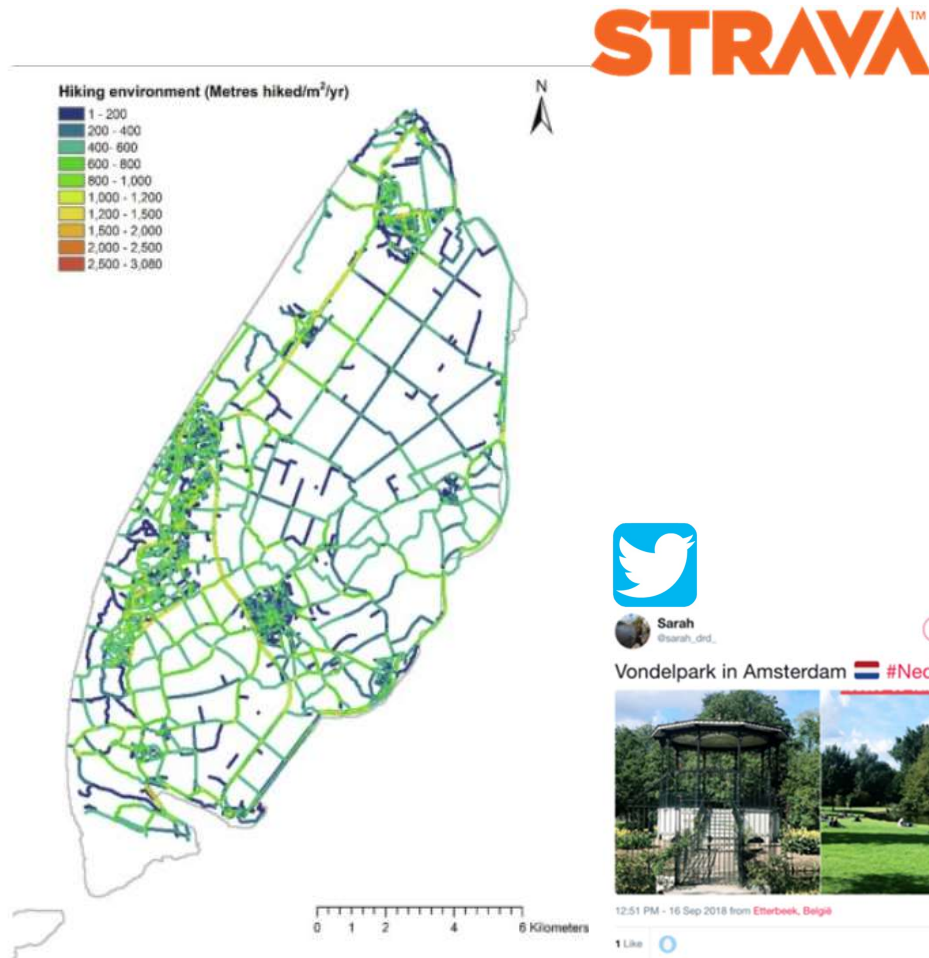 STRAVA™
Hiking environment (Metres hiked/m²/yr)
1 - 200
200 - 400
400- 600
600 - 800
800 - 1,000
1,000 - 1,200
1,200 - 1,500
1,500 - 2,000
2,000 - 2,500
2,500 - 3,080
N
0 1 2 4 6 Kilometers
Sarah
@sarah_drd_
Vondelpark in Amsterdam #Ned
12:51 PM - 16 Sep 2018 from Etterbeek, België
1 Like